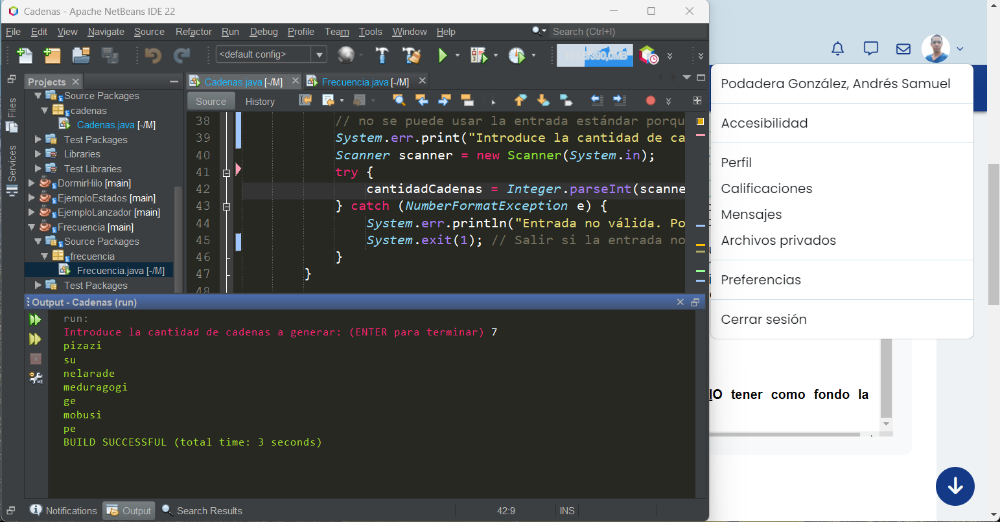 Cadenas - Apache NetBeans IDE 22
File Edit View Navigate Source Refactor Run Debug Profile Team Tools Window Help
Search (Ctrl+I)
<default config>
390,0MB
Projects
Files
Services
Source Packages
cadenas
Cadenas.java [-/M]
Test Packages
Libraries
Test Libraries
DormirHilo [main]
EjemploEstados [main]
EjemploLanzador [main]
Frecuencia [main]
Source Packages
frecuencia
Frecuencia.java [-/M]
Test Packages
Cadenas.java [-/M]
Frecuencia.java [-/M]
Source History
38 // no se puede usar la entrada estándar porqu
39 System.err.print("Introduce la cantidad de ca
40 Scanner scanner = new Scanner(System.in);
41 try {
42 cantidadCadenas = Integer.parseInt(scanne
43 } catch (NumberFormatException e) {
44 System.err.println("Entrada no válida. Po
45 System.exit(1); // Salir si la entrada no
46 }
47 }
48
Output - Cadenas (run)
run:
Introduce la cantidad de cadenas a generar: (ENTER para terminar) 7
pizazi
su
nelarade
meduragogi
ge
mobusi
pe
BUILD SUCCESSFUL (total time: 3 seconds)
Notifications Output Search Results
42:9 INS
Podadera González, Andrés Samuel
Accesibilidad
Perfil
Calificaciones
Mensajes
Archivos privados
Preferencias
Cerrar sesión
tener como fondo la